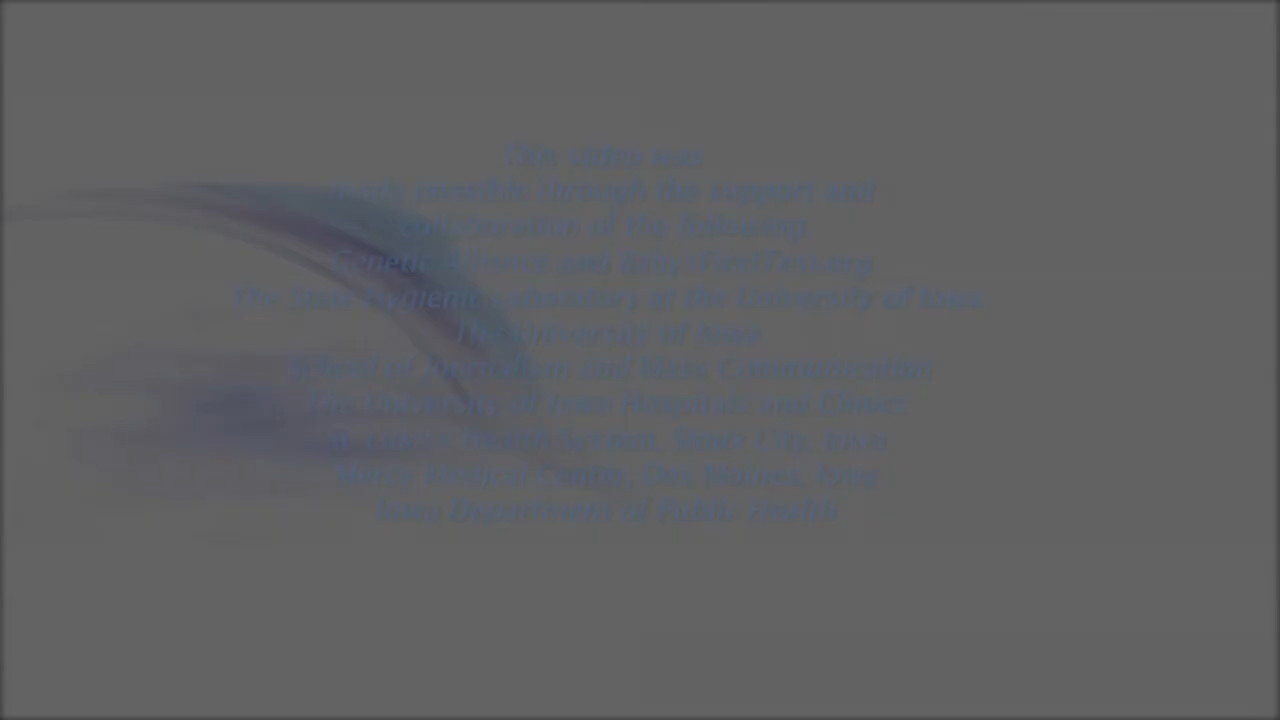 This video was
made possible through the support and
collaboration of the following
Genetic Alliance and BabysFirstTest.org
The State Hygienic Laboratory at the University of Iowa
The University of Iowa
School of Journalism and Mass Communication
The University of Iowa Hospitals and Clinics
St. Luke's Health System, Sioux City, Iowa
Mercy Medical Center, Des Moines, Iowa
Iowa Department of Public Health